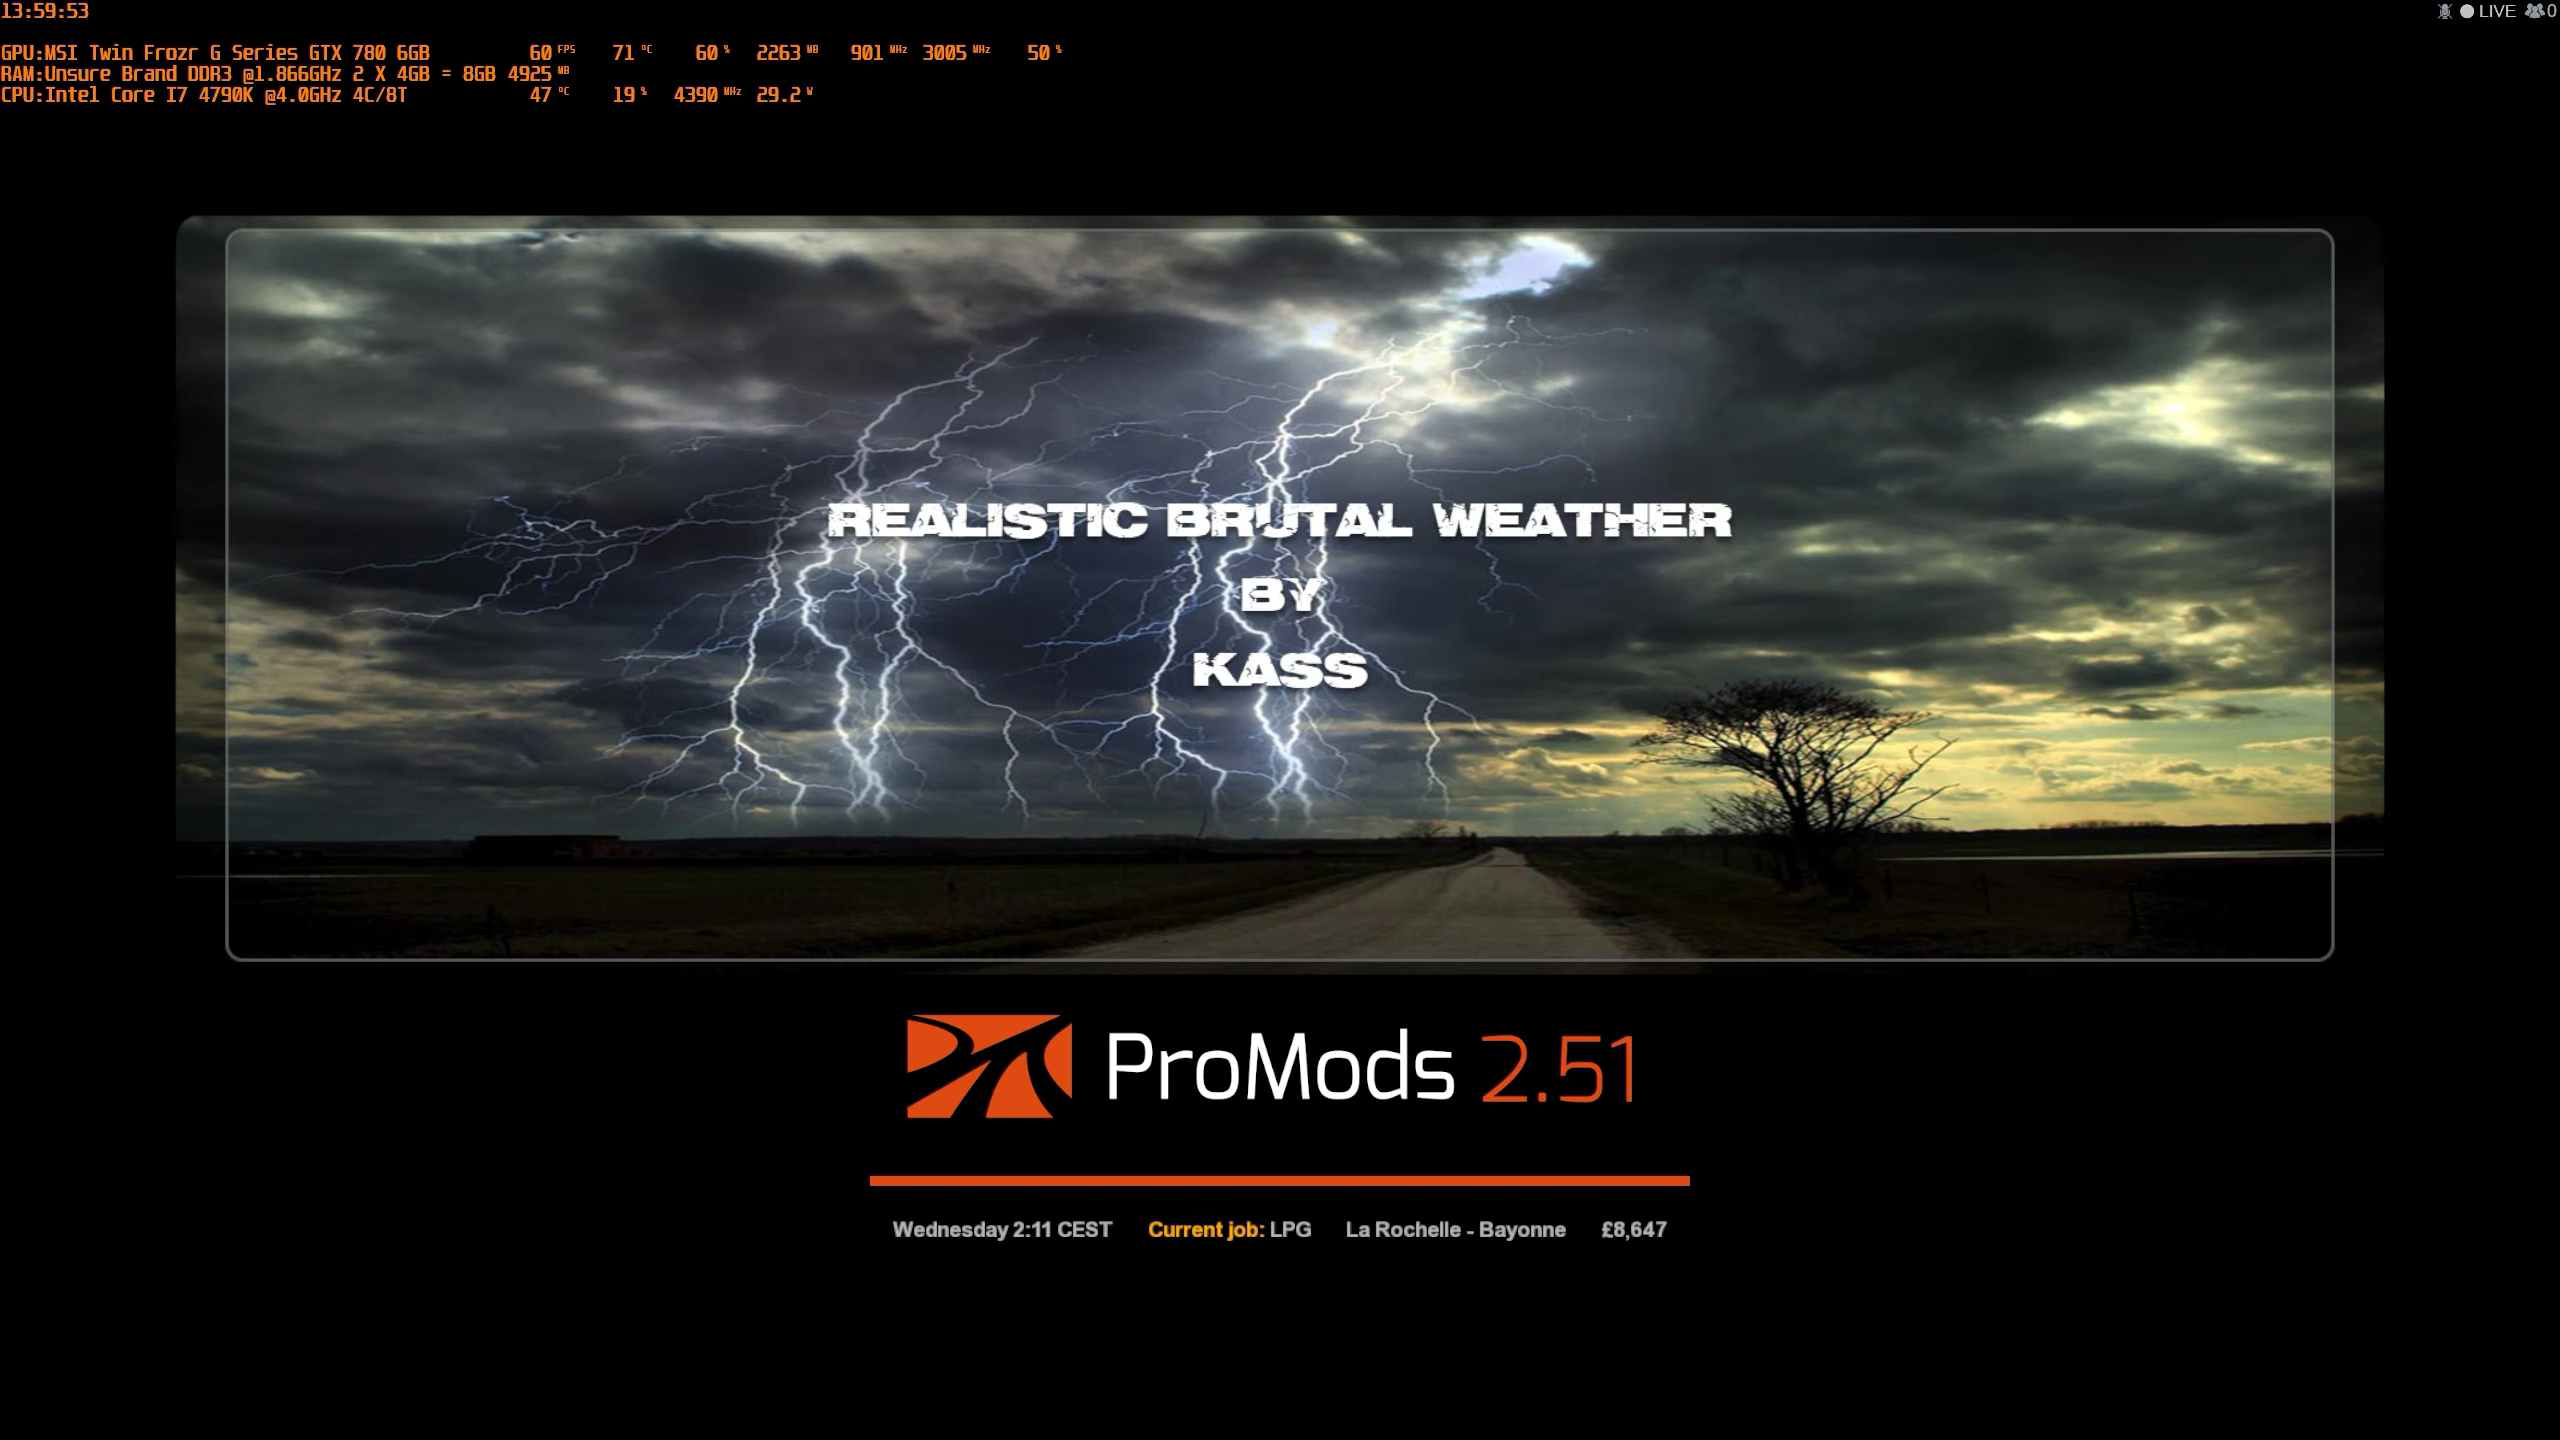 13:59:53
LIVE 0
GPU:MSI Twin Frozr G Series GTX 780 6GB 60 FPS 71 °C 60 % 2263 MB 901 MHz 3005 MHz 50 %
RAM:Unsure Brand DDR3 @1.866GHz 2 X 4GB = 8GB 4925 MB
CPU:Intel Core I7 4790K @4.0GHz 4C/8T 47 °C 19 % 4390 MHz 29.2 W
REALISTIC BRUTAL WEATHER
BY
KASS
ProMods 2.51
Wednesday 2:11 CEST Current job: LPG La Rochelle - Bayonne £8,647